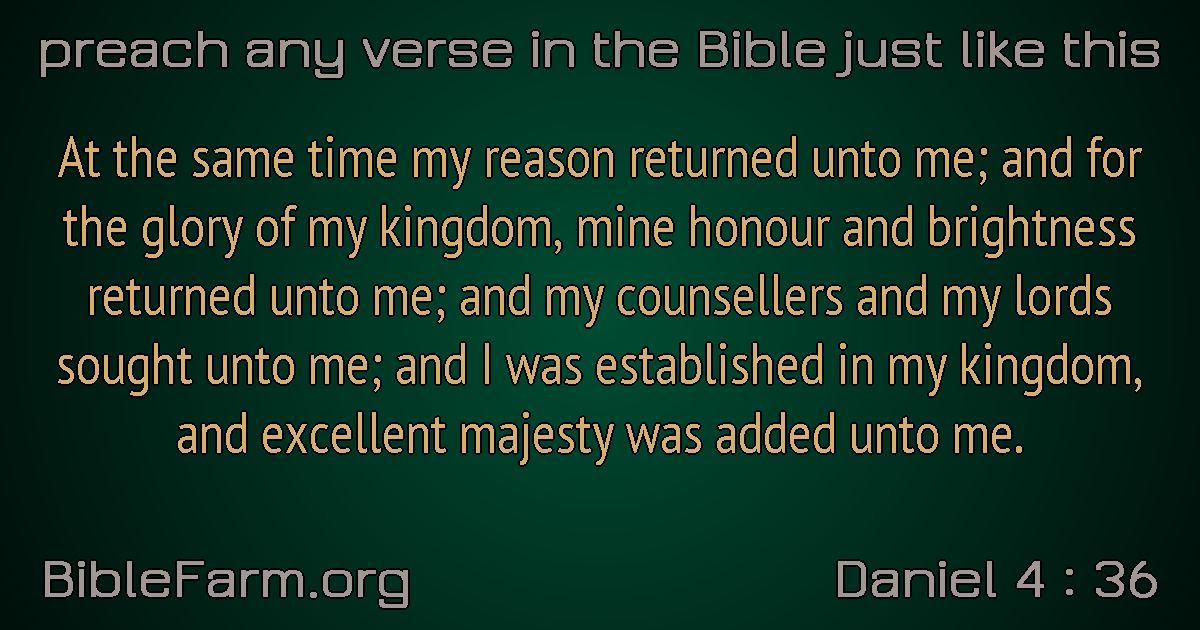 preach any verse in the Bible just like this
At the same time my reason returned unto me; and for
the glory of my kingdom, mine honour and brightness
returned unto me; and my counsellers and my lords
sought unto me; and I was established in my kingdom,
and excellent majesty was added unto me.
BibleFarm.org
Daniel 4 : 36